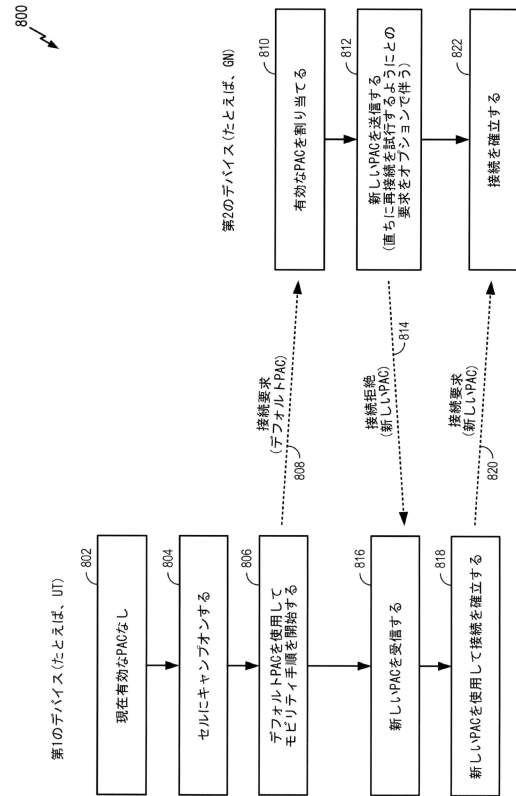 800
第1のデバイス(たとえば、UT)
802
現在有効なPACなし
804
セルにキャンプオンする
806
デフォルトPACを使用して
モビリティ手順を開始する
816
新しいPACを受信する
818
新しいPACを使用して接続を確立する
接続要求
(デフォルトPAC)
808
接続拒絶
(新しいPAC)
814
接続要求
(新しいPAC)
820
第2のデバイス(たとえば、GN)
810
有効なPACを割り当てる
812
新しいPACを送信する
(直ちに再接続を試行するようにとの
要求をオプションで伴う)
822
接続を確立する